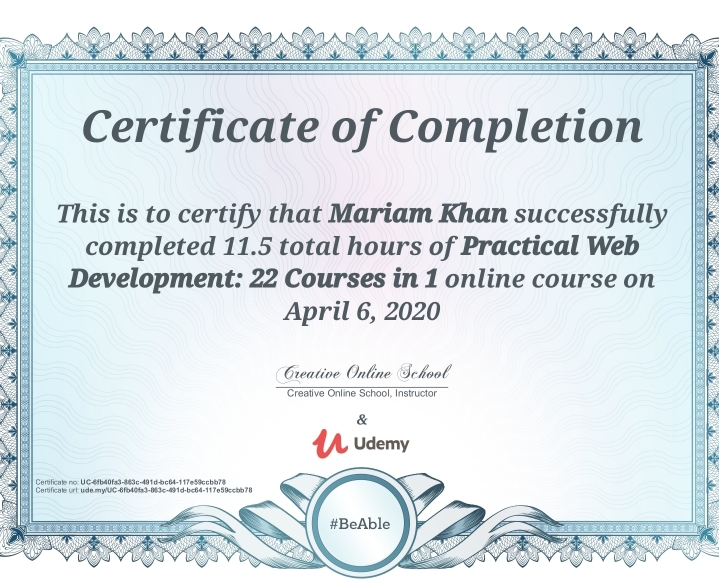 Certificate of Completion
This is to certify that Mariam Khan successfully
completed 11.5 total hours of Practical Web
Development: 22 Courses in 1 online course on
April 6, 2020
Creative Online School
Creative Online School, Instructor
&
Udemy
Certificate no: UC-6fb40fa3-863c-491d-bc64-117e59ccbb78
Certificate url: ude.my/UC-6fb40fa3-863c-491d-bc64-117e59ccbb78
#BeAble